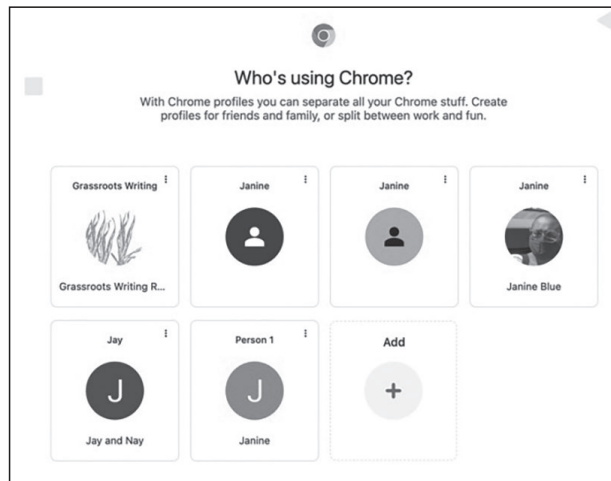 Who's using Chrome?
With Chrome profiles you can separate all your Chrome stuff. Create
profiles for friends and family, or split between work and fun.
Grassroots Writing
Grassroots Writing R...
Janine
Janine
Janine
Janine Blue
Jay
J
Jay and Nay
Person 1
J
Janine
Add
+